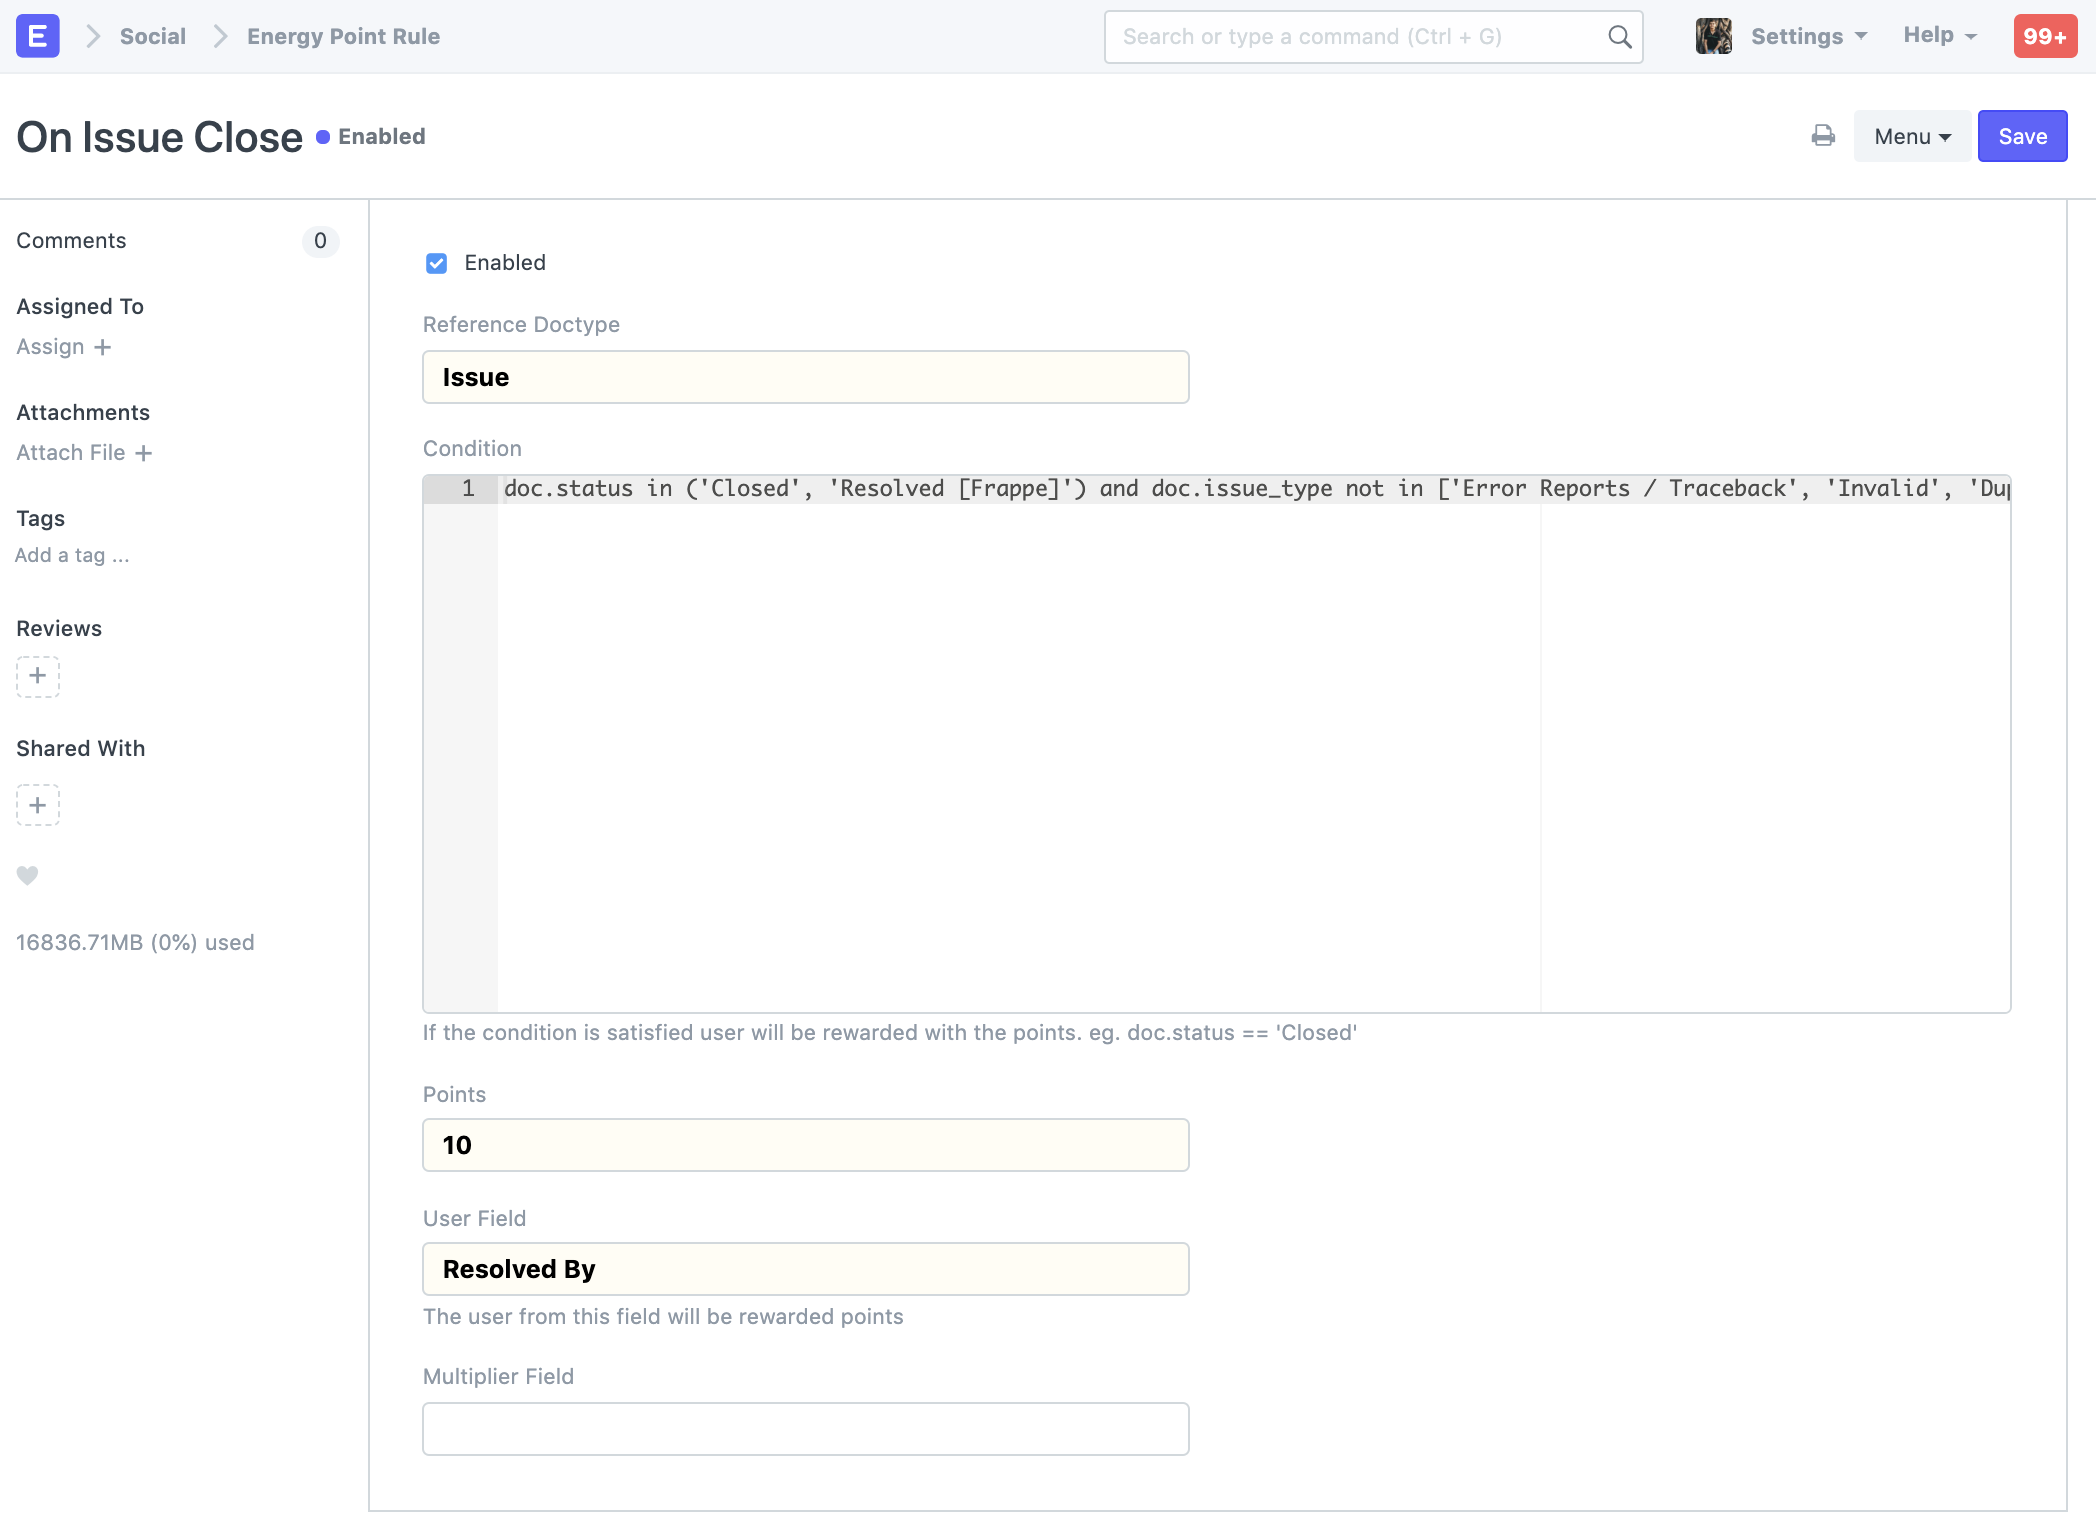 E Social Energy Point Rule Search or type a command (Ctrl + G) Settings Help 99+
On Issue Close Enabled Menu Save
Comments 0
Assigned To
Assign +
Attachments
Attach File +
Tags
Add a tag ...
Reviews
+
Shared With
+
16836.71MB (0%) used
Enabled
Reference Doctype
Issue
Condition
1 doc.status in ('Closed', 'Resolved [Frappe]') and doc.issue_type not in ['Error Reports / Traceback', 'Invalid', 'Dup
If the condition is satisfied user will be rewarded with the points. eg. doc.status == 'Closed'
Points
10
User Field
Resolved By
The user from this field will be rewarded points
Multiplier Field